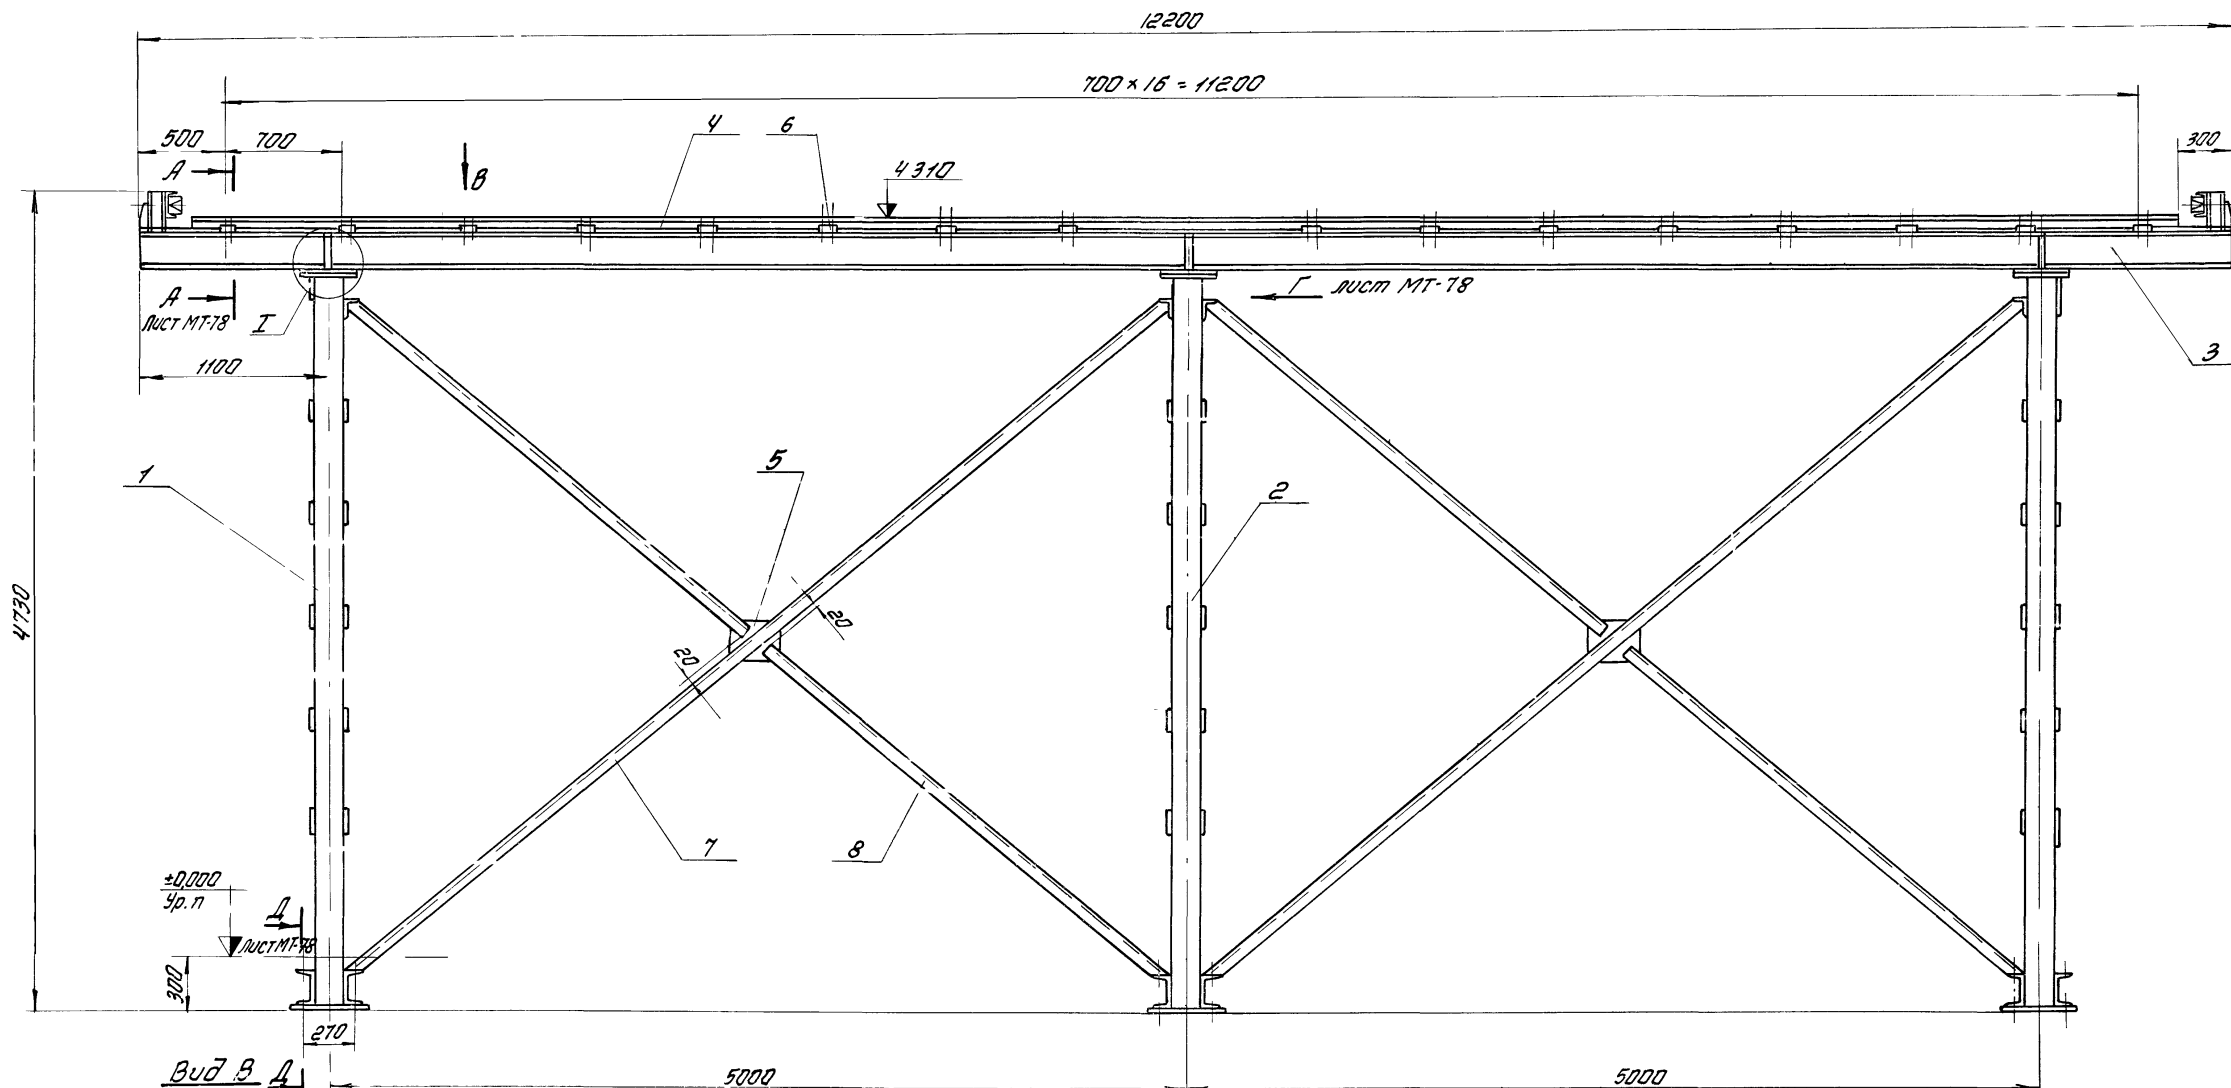 12200
700 × 16 = 11200
500
700
4
6
300
А
В
4310
А
Лист МТ-78
I
Г лист МТ-78
3
1100
1
5
2
4730
20
20
7
8
±0,000
Ур.п
Д
Лист МТ-78
300
270
Вид В
Д
5000
5000